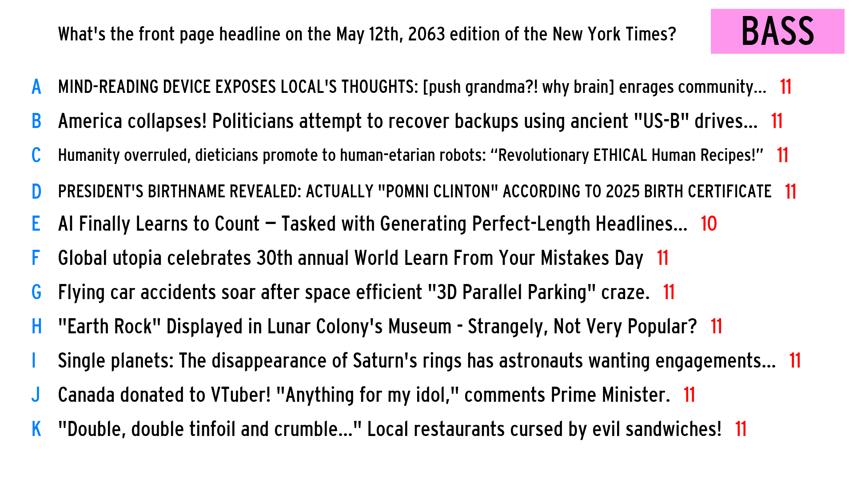 What's the front page headline on the May 12th, 2063 edition of the New York Times? BASS
A MIND-READING DEVICE EXPOSES LOCAL'S THOUGHTS: [push grandma?! why brain] enrages community... 11
B America collapses! Politicians attempt to recover backups using ancient "US-B" drives... 11
C Humanity overruled, dieticians promote to human-etarian robots: “Revolutionary ETHICAL Human Recipes!” 11
D PRESIDENT'S BIRTHNAME REVEALED: ACTUALLY "POMNI CLINTON" ACCORDING TO 2025 BIRTH CERTIFICATE 11
E AI Finally Learns to Count – Tasked with Generating Perfect-Length Headlines... 10
F Global utopia celebrates 30th annual World Learn From Your Mistakes Day 11
G Flying car accidents soar after space efficient "3D Parallel Parking" craze. 11
H "Earth Rock" Displayed in Lunar Colony's Museum - Strangely, Not Very Popular? 11
I Single planets: The disappearance of Saturn's rings has astronauts wanting engagements... 11
J Canada donated to VTuber! "Anything for my idol," comments Prime Minister. 11
K "Double, double tinfoil and crumble..." Local restaurants cursed by evil sandwiches! 11